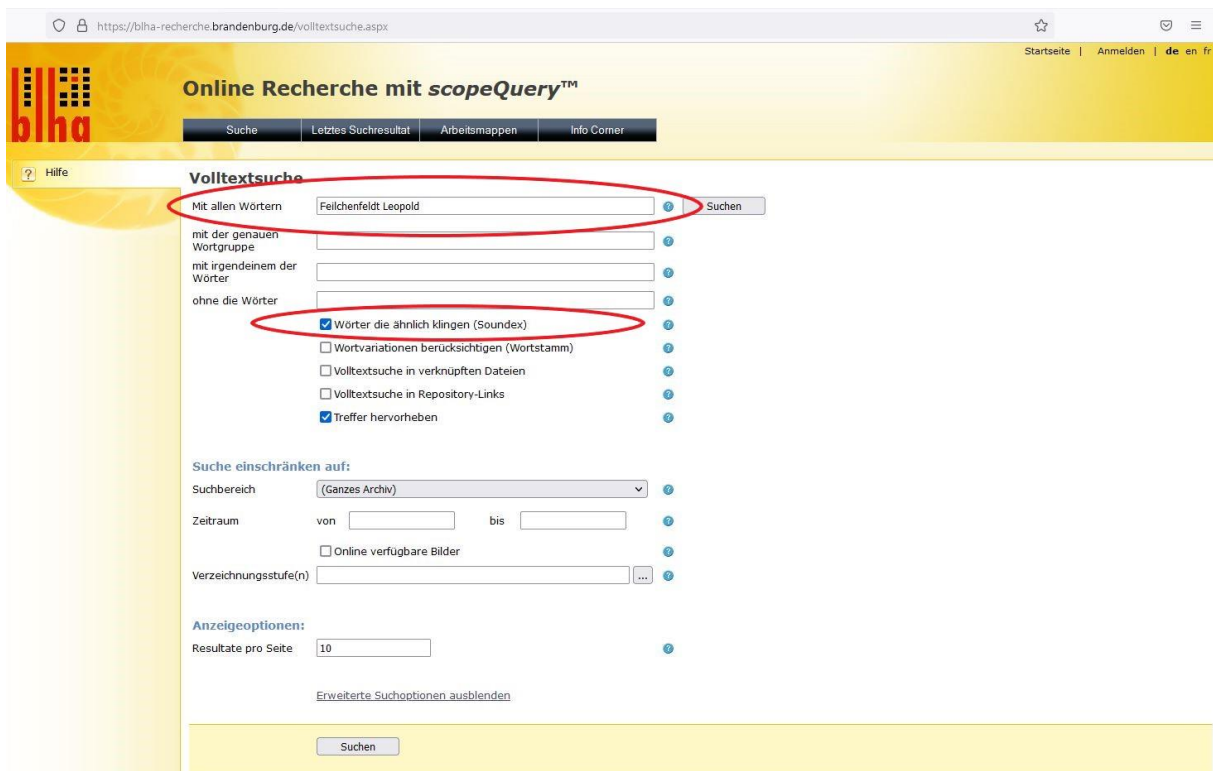 https://blha-recherche.brandenburg.de/volltextsuche.aspx
Startseite | Anmelden | de en fr
blha
Online Recherche mit scopeQuery™
Suche Letztes Suchresultat Arbeitsmappen Info Corner
? Hilfe
Volltextsuche
Mit allen Wörtern Feilchenfeldt Leopold ? Suchen
mit der genauen
Wortgruppe ?
mit irgendeinem der
Wörter ?
ohne die Wörter ?
Wörter die ähnlich klingen (Soundex) ?
Wortvariationen berücksichtigen (Wortstamm) ?
Volltextsuche in verknüpften Dateien ?
Volltextsuche in Repository-Links ?
Treffer hervorheben ?
Suche einschränken auf:
Suchbereich (Ganzes Archiv) ?
Zeitraum von bis ?
Online verfügbare Bilder ?
Verzeichnungsstufe(n) ... ?
Anzeigeoptionen:
Resultate pro Seite 10 ?
Erweiterte Suchoptionen ausblenden
Suchen